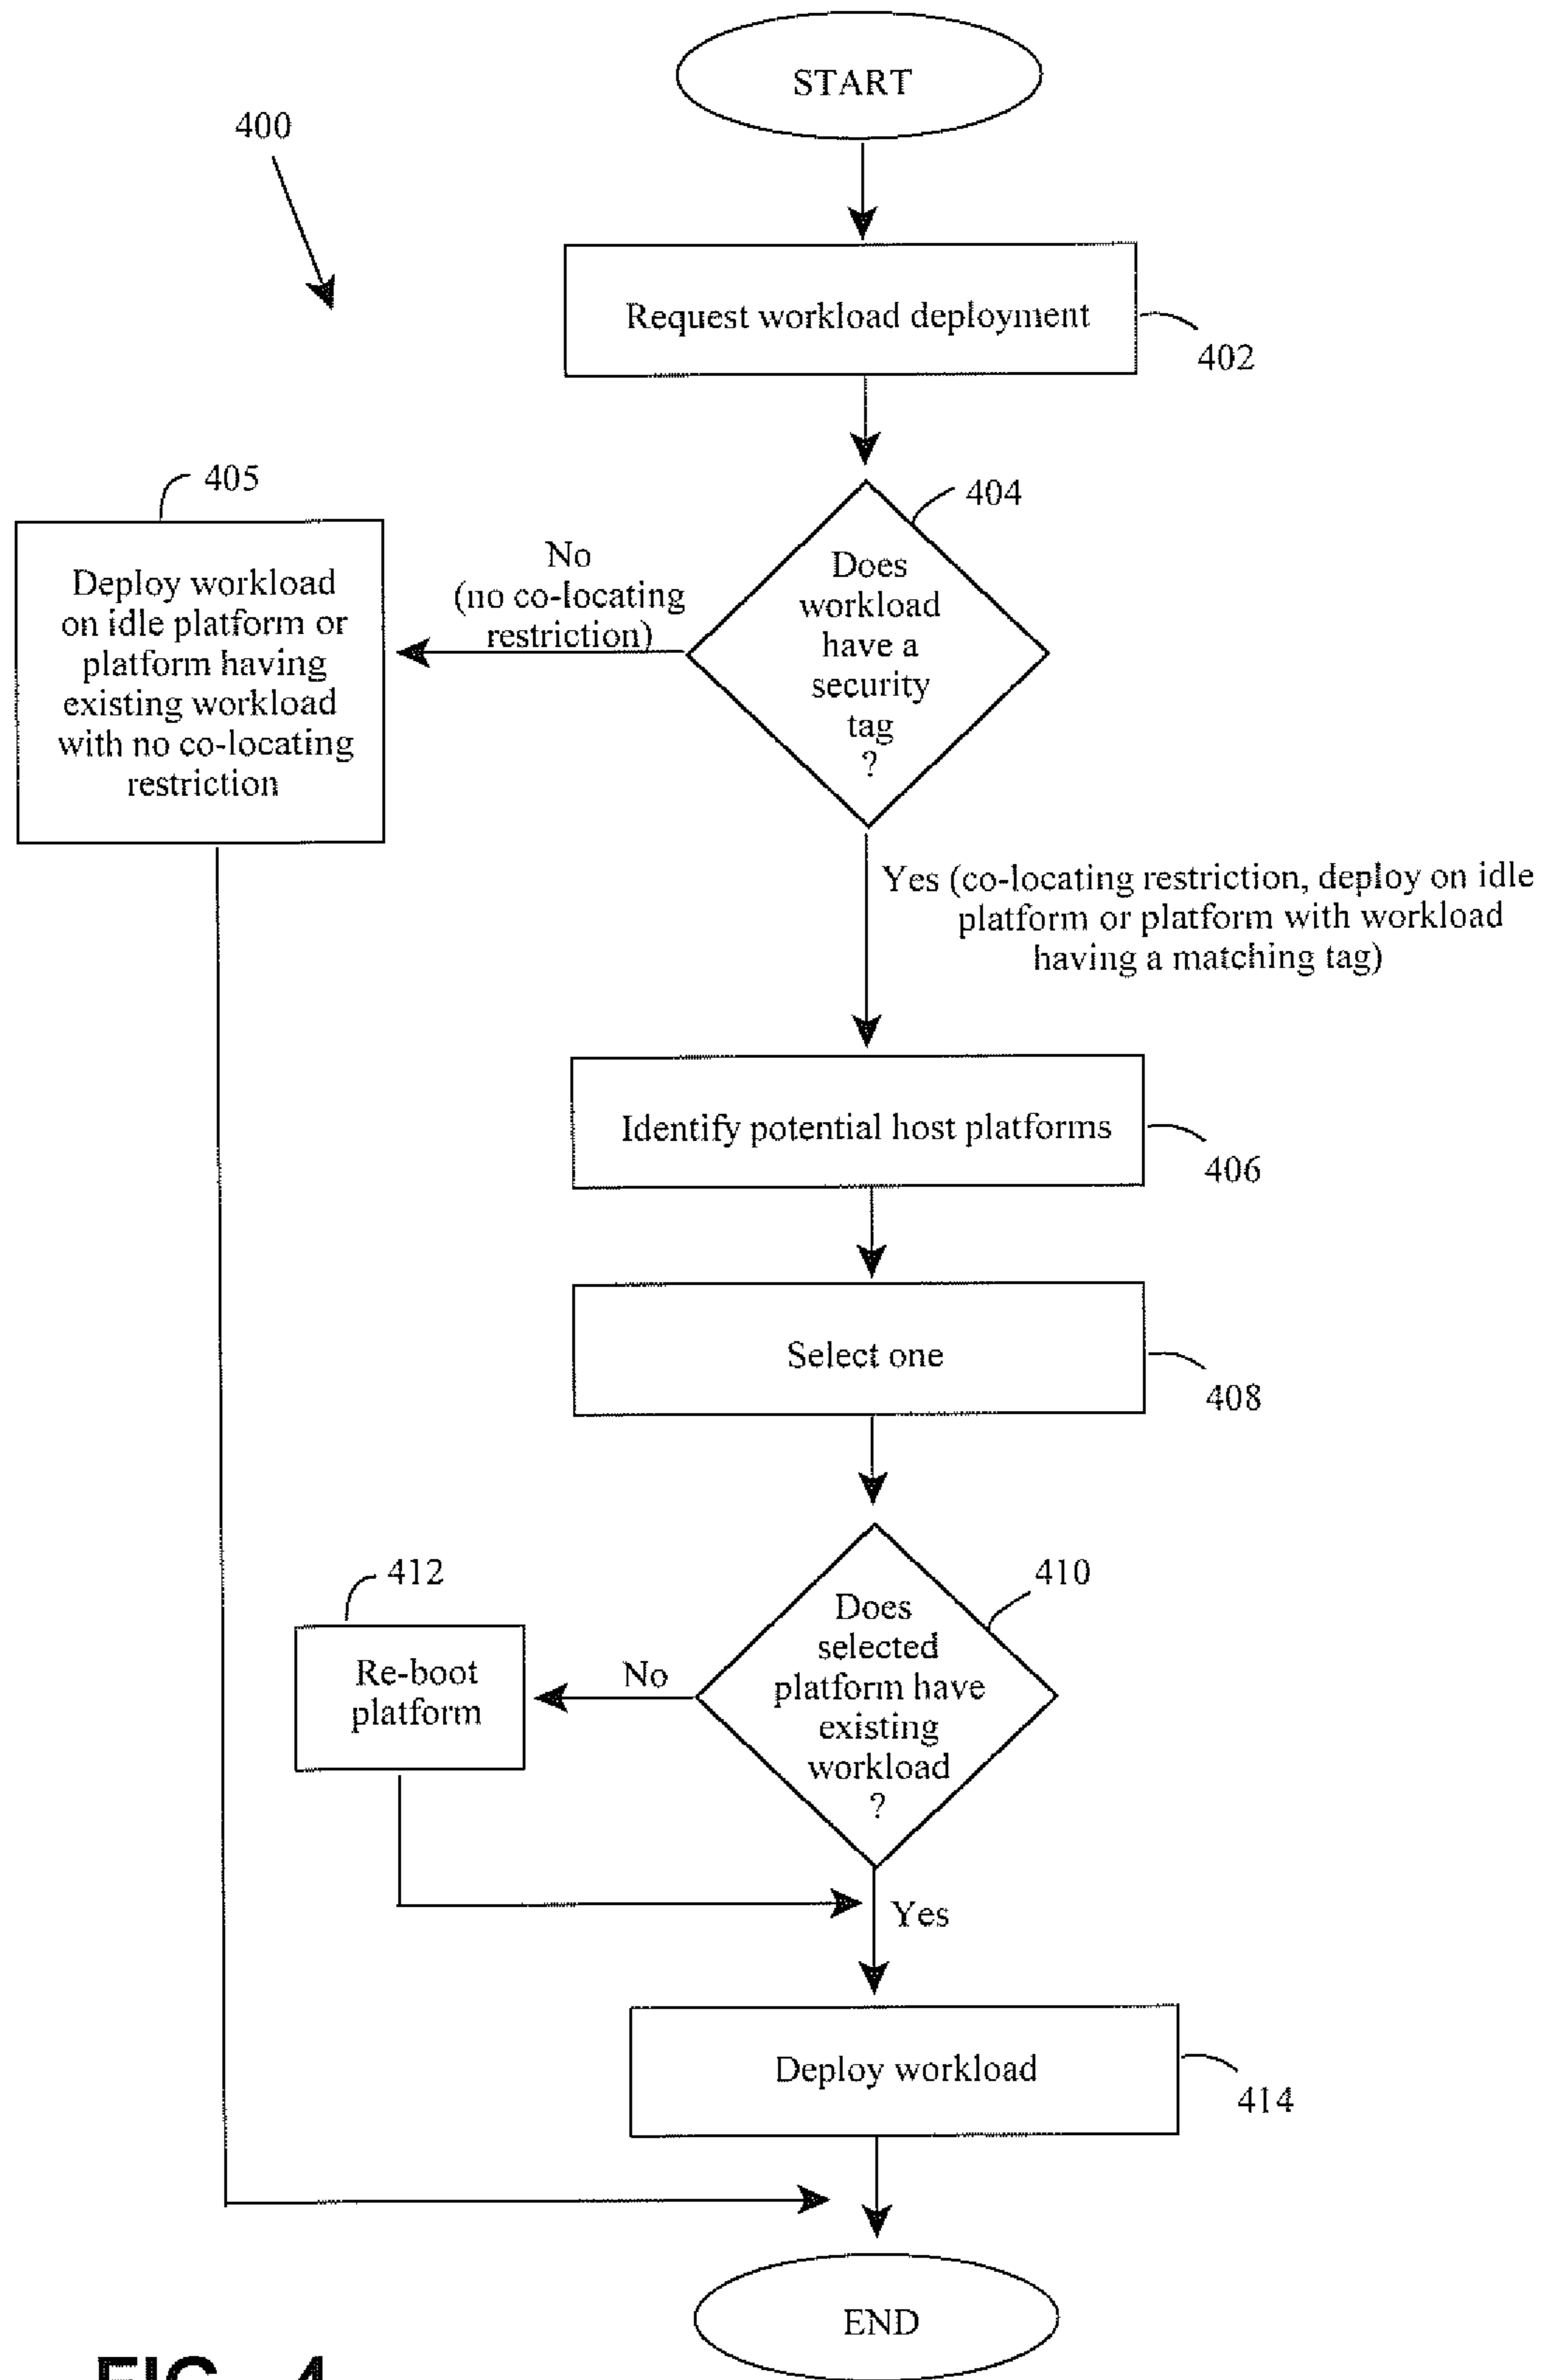 START
400
Request workload deployment
402
405
404
Deploy workload
on idle platform or
platform having
existing workload
with no co-locating
restriction
No
(no co-locating
restriction)
Does
workload
have a
security
tag
?
Yes (co-locating restriction, deploy on idle
platform or platform with workload
having a matching tag)
Identify potential host platforms
406
Select one
408
412
410
Re-boot
platform
No
Does
selected
platform have
existing
workload
?
Yes
Deploy workload
414
END
FIG. 4